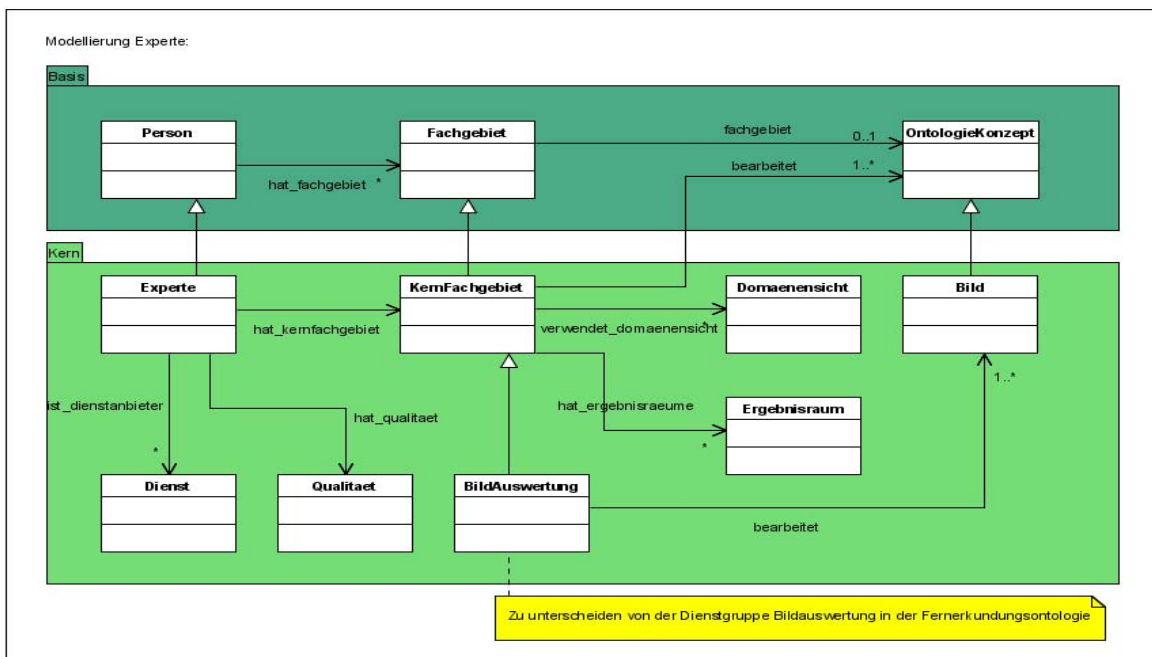 Modellierung Experte:
Basis
Person
Fachgebiet
OntologieKonzept
fachgebiet
0..1
hat_fachgebiet
*
bearbeitet
1..*
Kern
Experte
KernFachgebiet
Domaenensicht
Bild
hat_kernfachgebiet
verwendet_domaenensicht
*
1..*
ist_dienstanbieter
*
hat_qualitaet
hat_ergebnisraeume
*
Ergebnisraum
Dienst
Qualitaet
BildAuswertung
bearbeitet
Zu unterscheiden von der Dienstgruppe Bildauswertung in der Fernerkundungsontologie